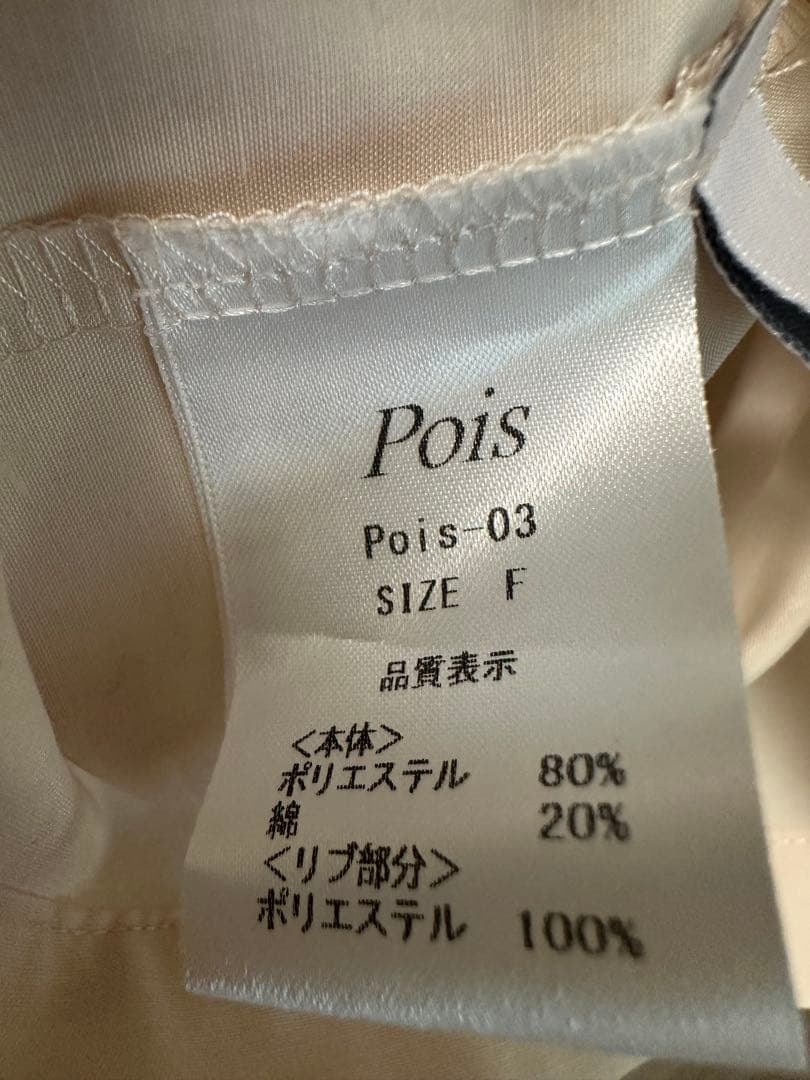 Pois
Pois-03
SIZE F
品質表示
<本体>
ポリエステル 80%
綿 20%
<リブ部分>
ポリエステル 100%